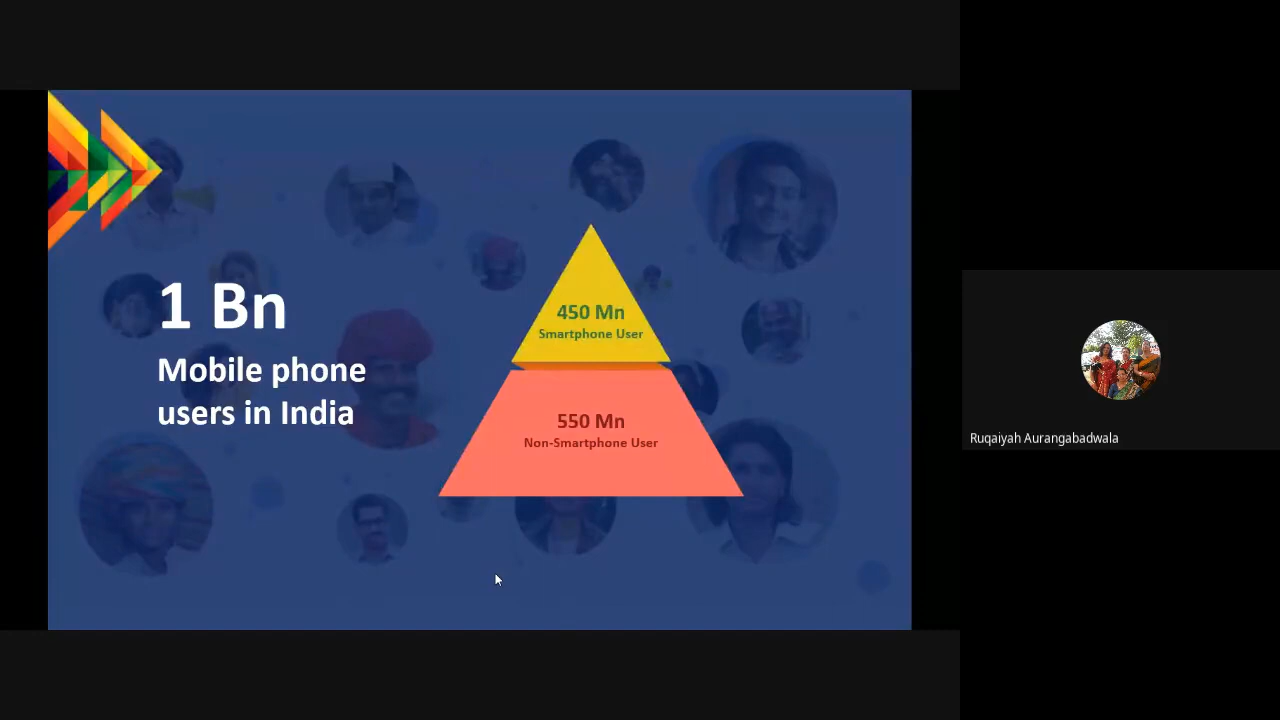 1 Bn
Mobile phone
users in India
450 Mn
Smartphone User
550 Mn
Non-Smartphone User
Ruqaiyah Aurangabadwala